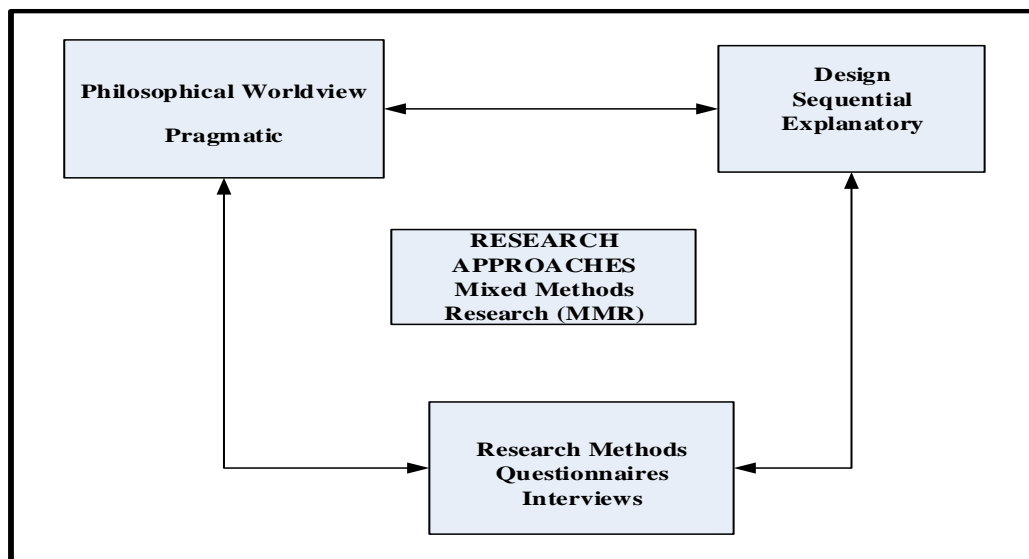 Philosophical Worldview
Pragmatic
Design
Sequential
Explanatory
RESEARCH
APPROACHES
Mixed Methods
Research (MMR)
Research Methods
Questionnaires
Interviews